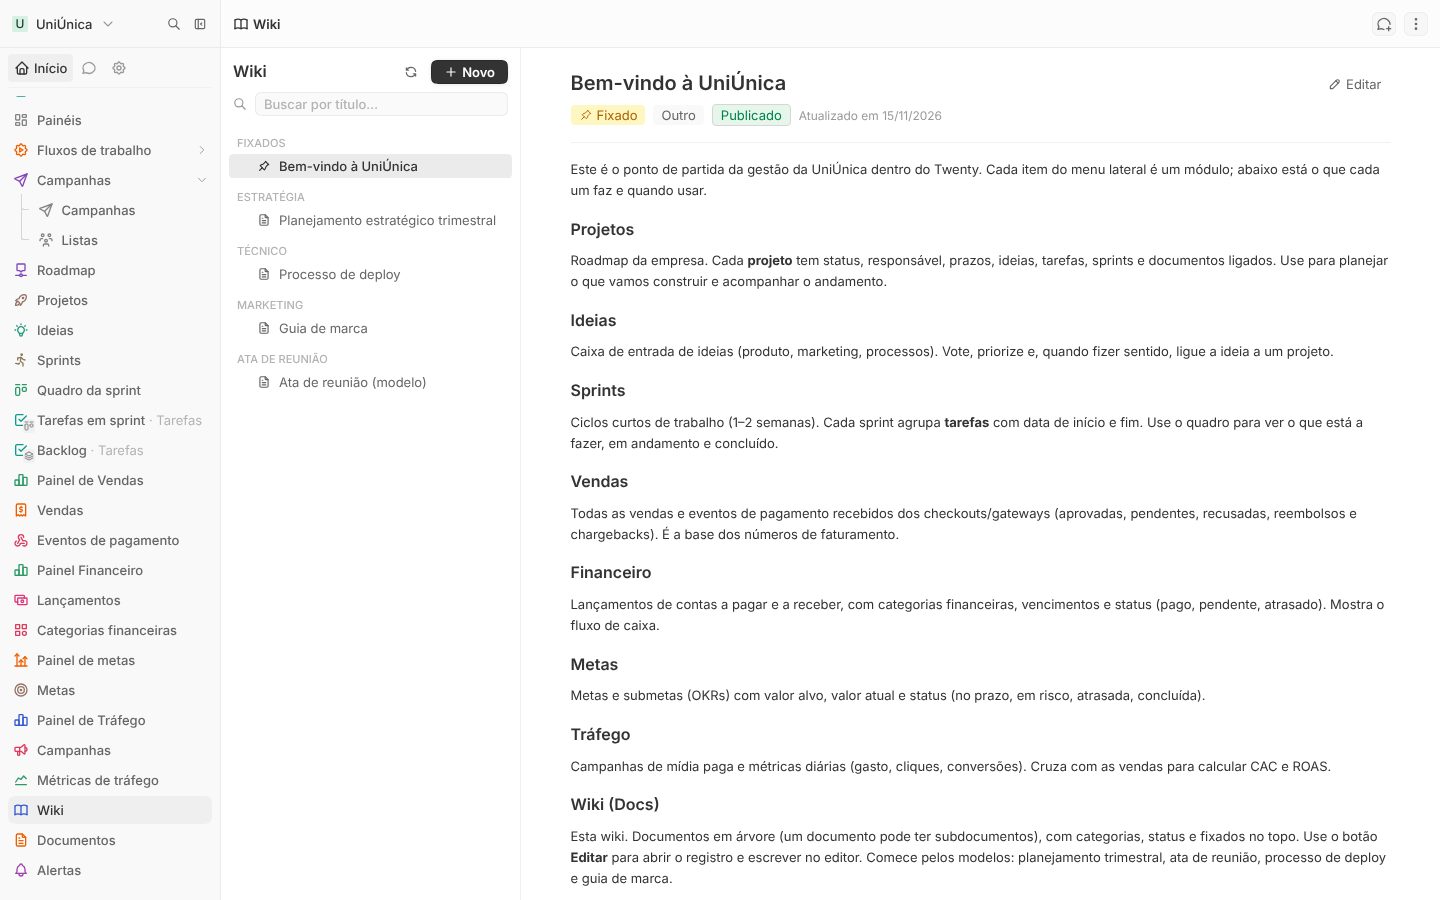 U UniÚnica
Wiki
Início
Painéis
Fluxos de trabalho
Campanhas
Campanhas
Listas
Roadmap
Projetos
Ideias
Sprints
Quadro da sprint
Tarefas em sprint · Tarefas
Backlog · Tarefas
Painel de Vendas
Vendas
Eventos de pagamento
Painel Financeiro
Lançamentos
Categorias financeiras
Painel de metas
Metas
Painel de Tráfego
Campanhas
Métricas de tráfego
Wiki
Documentos
Alertas
Wiki
Novo
Buscar por título...
FIXADOS
Bem-vindo à UniÚnica
ESTRATÉGIA
Planejamento estratégico trimestral
TÉCNICO
Processo de deploy
MARKETING
Guia de marca
ATA DE REUNIÃO
Ata de reunião (modelo)
Bem-vindo à UniÚnica
Editar
Fixado Outro Publicado Atualizado em 15/11/2026
Este é o ponto de partida da gestão da UniÚnica dentro do Twenty. Cada item do menu lateral é um módulo; abaixo está o que cada
um faz e quando usar.
Projetos
Roadmap da empresa. Cada projeto tem status, responsável, prazos, ideias, tarefas, sprints e documentos ligados. Use para planejar
o que vamos construir e acompanhar o andamento.
Ideias
Caixa de entrada de ideias (produto, marketing, processos). Vote, priorize e, quando fizer sentido, ligue a ideia a um projeto.
Sprints
Ciclos curtos de trabalho (1–2 semanas). Cada sprint agrupa tarefas com data de início e fim. Use o quadro para ver o que está a
fazer, em andamento e concluído.
Vendas
Todas as vendas e eventos de pagamento recebidos dos checkouts/gateways (aprovadas, pendentes, recusadas, reembolsos e
chargebacks). É a base dos números de faturamento.
Financeiro
Lançamentos de contas a pagar e a receber, com categorias financeiras, vencimentos e status (pago, pendente, atrasado). Mostra o
fluxo de caixa.
Metas
Metas e submetas (OKRs) com valor alvo, valor atual e status (no prazo, em risco, atrasada, concluída).
Tráfego
Campanhas de mídia paga e métricas diárias (gasto, cliques, conversões). Cruza com as vendas para calcular CAC e ROAS.
Wiki (Docs)
Esta wiki. Documentos em árvore (um documento pode ter subdocumentos), com categorias, status e fixados no topo. Use o botão
Editar para abrir o registro e escrever no editor. Comece pelos modelos: planejamento trimestral, ata de reunião, processo de deploy
e guia de marca.